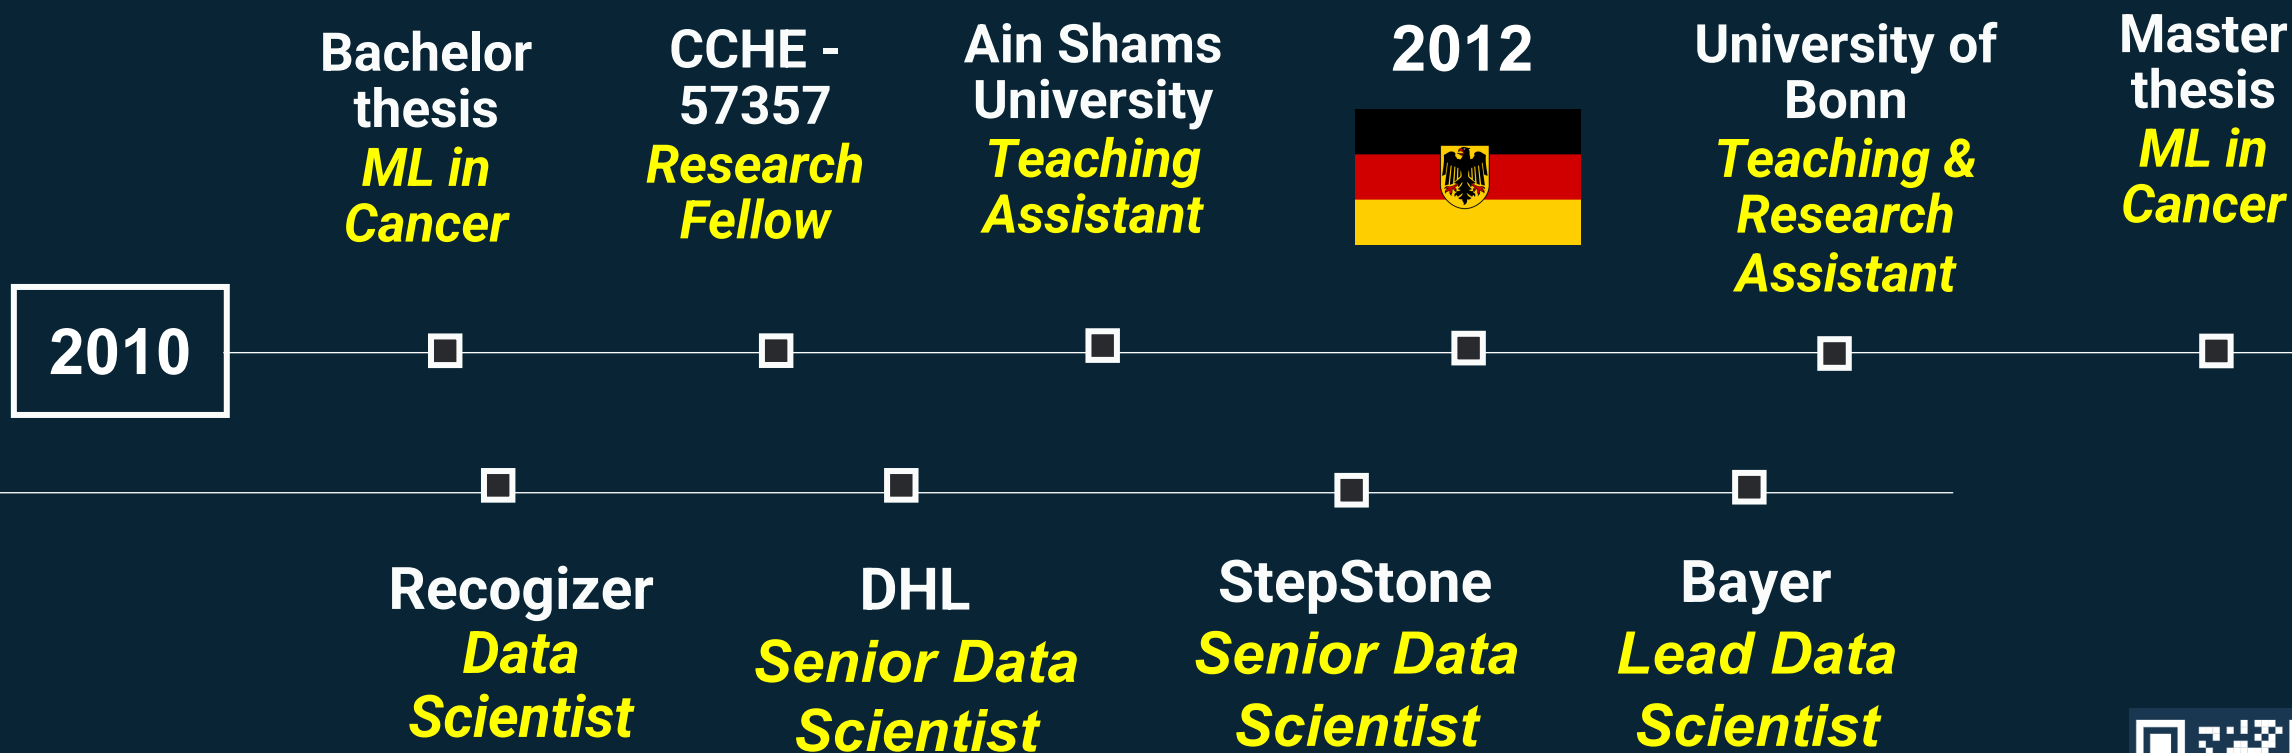 Bachelor
thesis
ML in
Cancer
CCHE -
57357
Research
Fellow
Ain Shams
University
Teaching
Assistant
2012
University of
Bonn
Teaching &
Research
Assistant
Master
thesis
ML in
Cancer
2010
Recogizer
Data
Scientist
DHL
Senior Data
Scientist
StepStone
Senior Data
Scientist
Bayer
Lead Data
Scientist